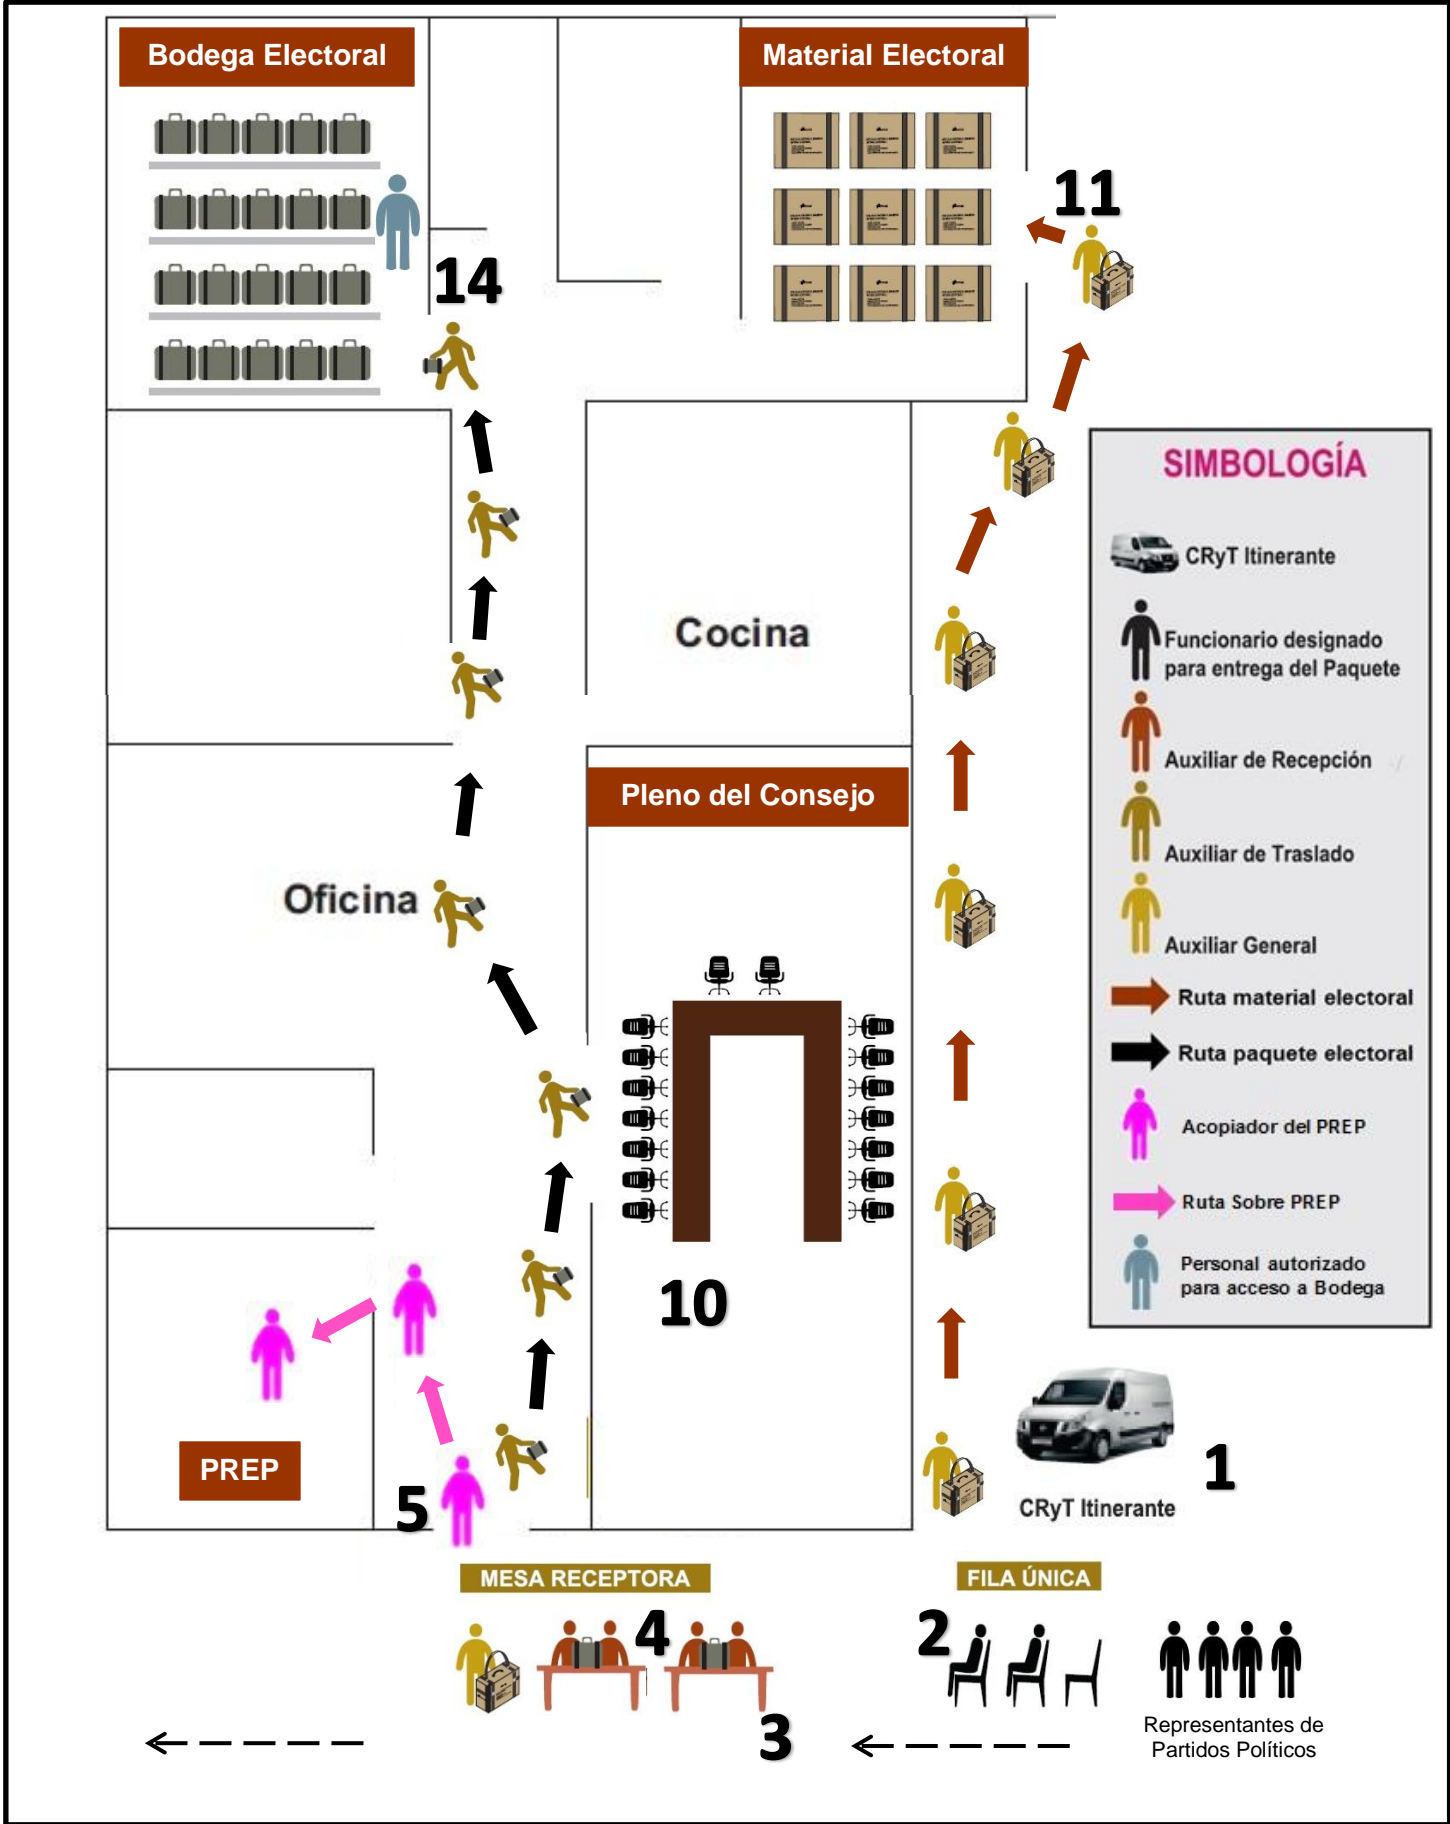 Bodega Electoral
Material Electoral
11
14
SIMBOLOGÍA
CRyT Itinerante
Funcionario designado
para entrega del Paquete
Auxiliar de Recepción
Auxiliar de Traslado
Auxiliar General
Ruta material electoral
Ruta paquete electoral
Acopiador del PREP
Ruta Sobre PREP
Personal autorizado
para acceso a Bodega
Cocina
Pleno del Consejo
Oficina
10
PREP
5
1
CRyT Itinerante
MESA RECEPTORA
FILA ÚNICA
4
2
3
Representantes de
Partidos Políticos